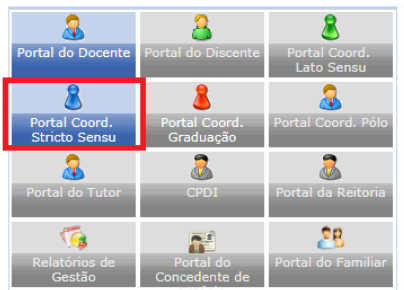 Portal do Docente
Portal do Discente
Portal Coord.
Lato Sensu
Portal Coord.
Stricto Sensu
Portal Coord.
Graduação
Portal Coord. Pólo
Portal do Tutor
CPDI
Portal da Reitoria
Relatórios de
Gestão
Portal do
Concedente de
Portal do Familiar